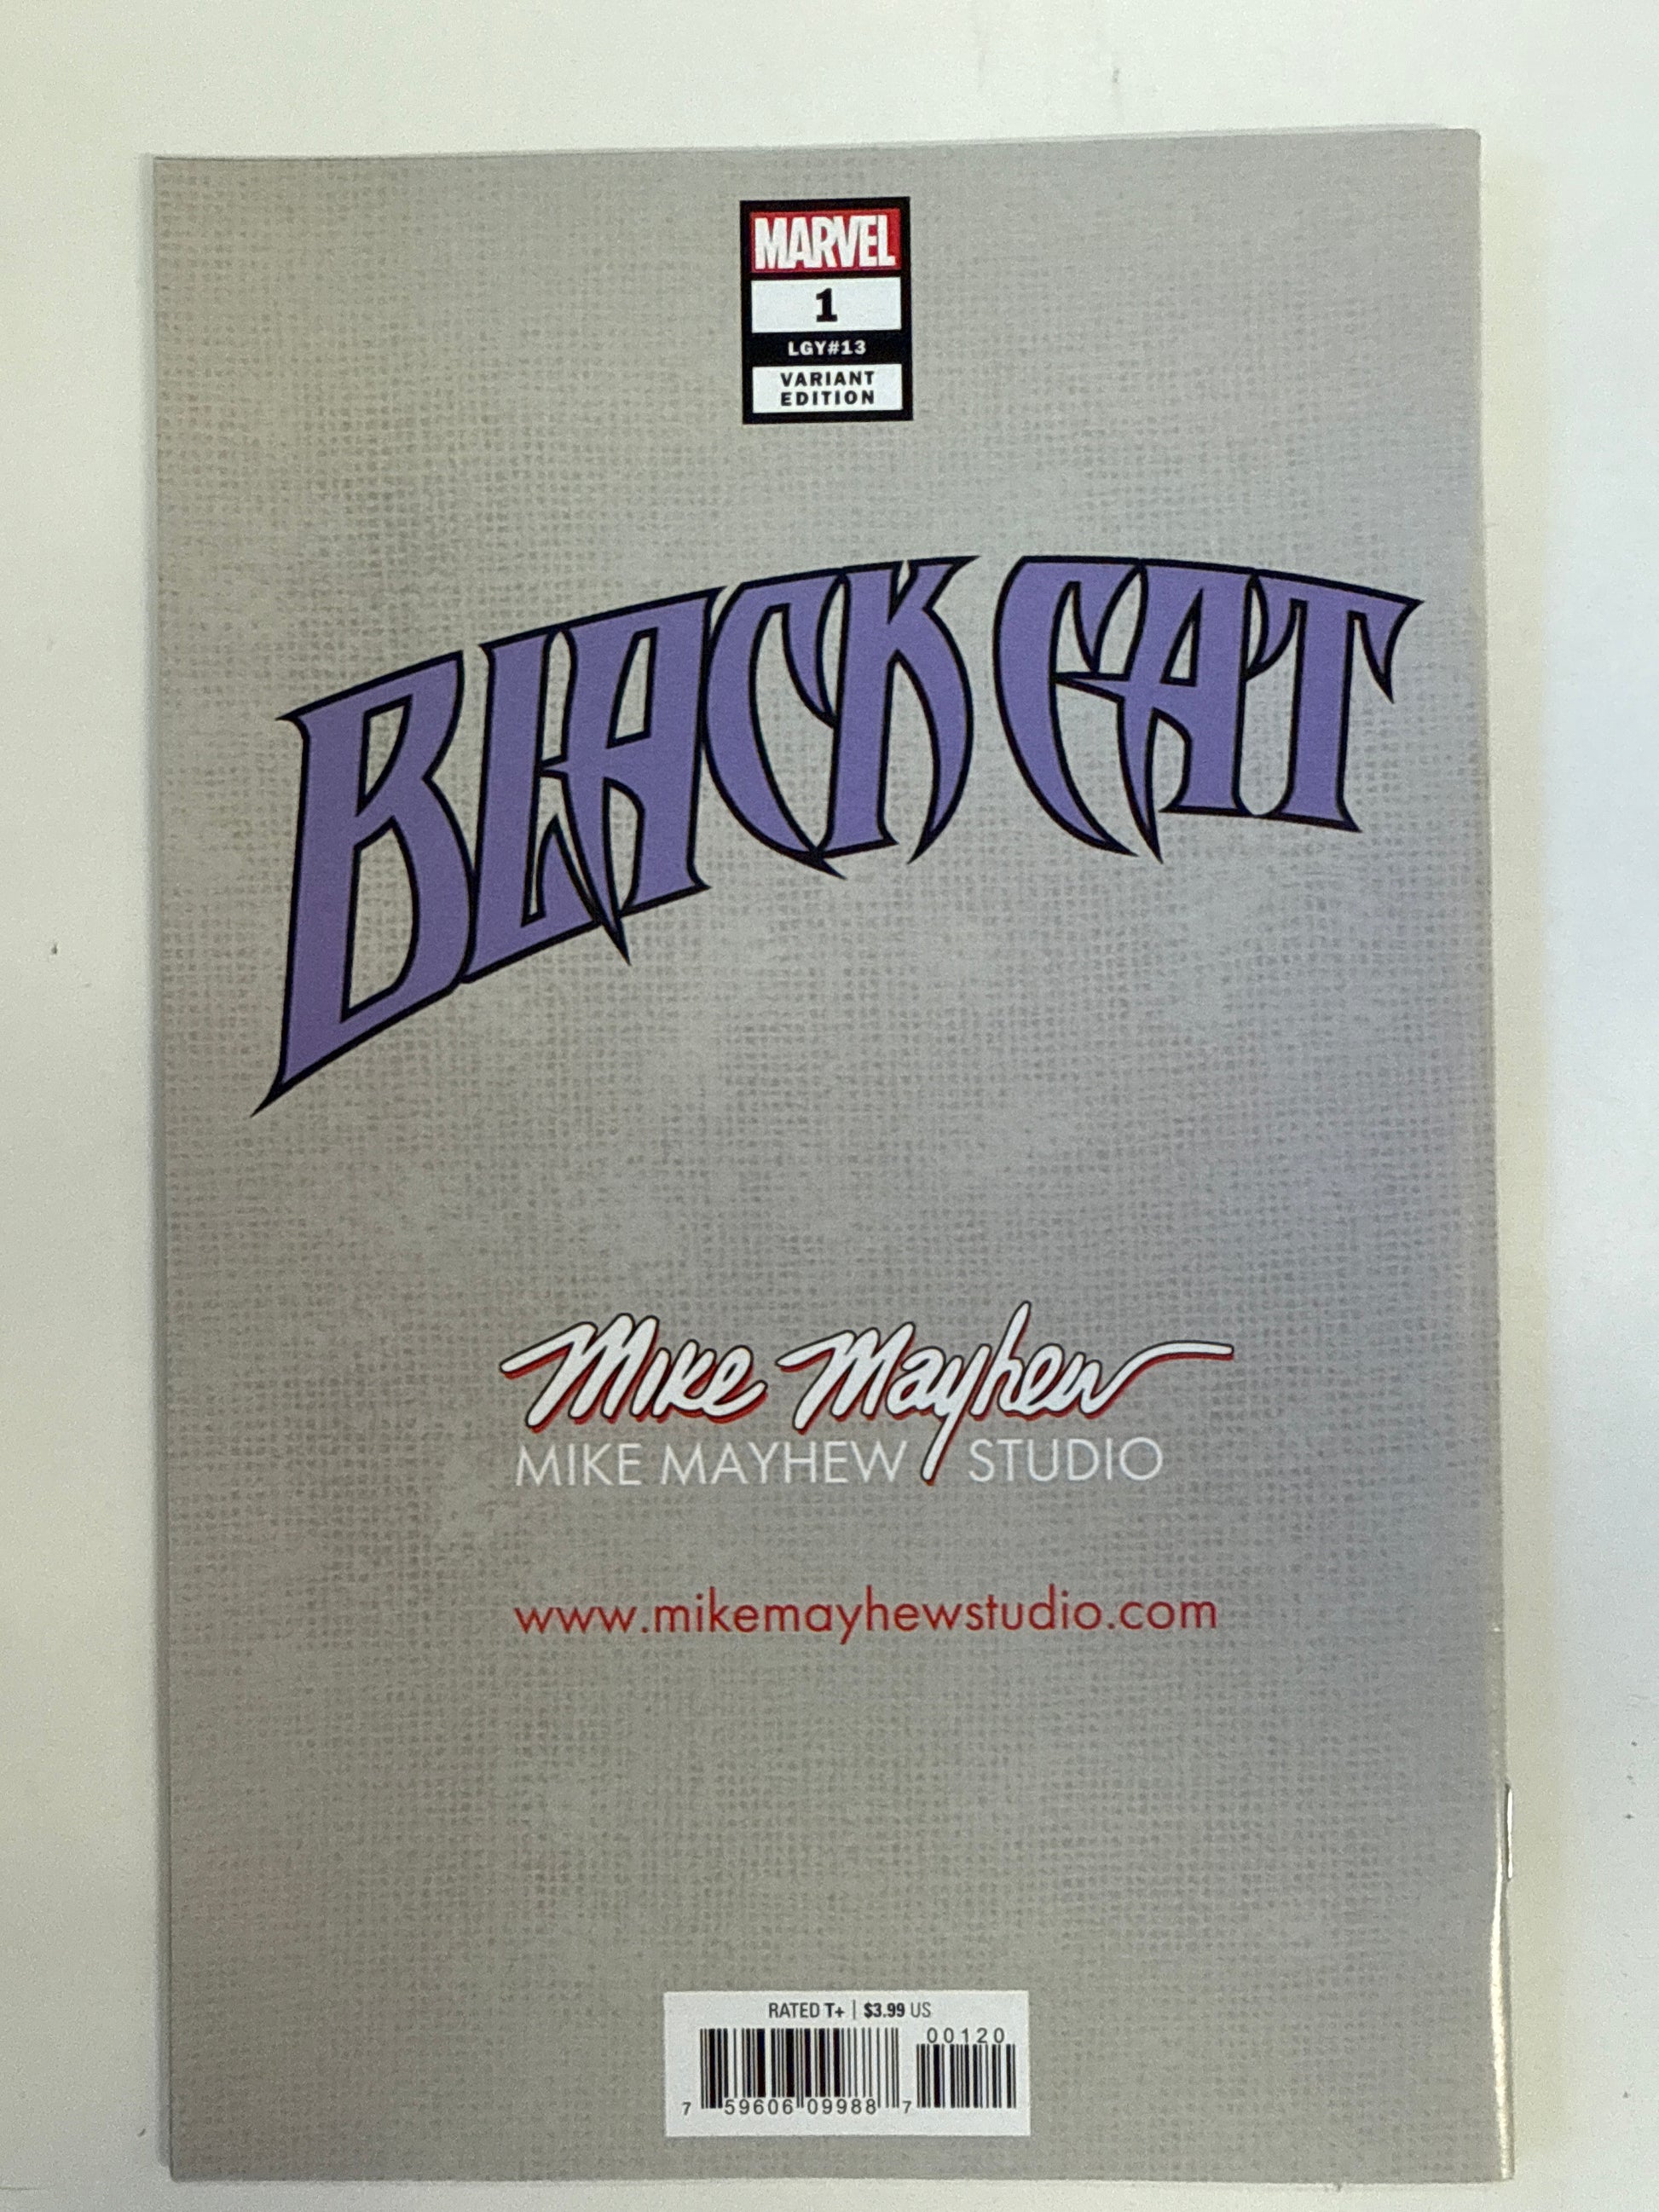 MARVEL
1
LGY#13
VARIANT
EDITION
BLACK CAT
Mike Mayhew
MIKE MAYHEW STUDIO
www.mikemayhewstudio.com
RATED T+ | $3.99 US
00120
7 59606 09988 7